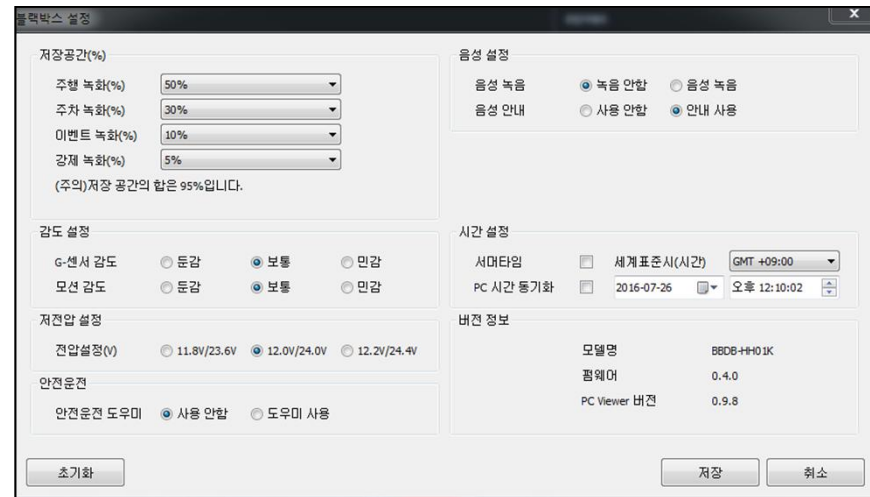 블랙박스 설정
저장공간(%)
주행 녹화(%) 50%
주차 녹화(%) 30%
이벤트 녹화(%) 10%
강제 녹화(%) 5%
(주의)저장 공간의 합은 95%입니다.
음성 설정
음성 녹음 녹음 안함 음성 녹음
음성 안내 사용 안함 안내 사용
감도 설정
G-센서 감도 둔감 보통 민감
모션 감도 둔감 보통 민감
시간 설정
서머타임 세계표준시(시간) GMT +09:00
PC 시간 동기화 2016-07-26 오후 12:10:02
저전압 설정
전압설정(V) 11.8V/23.6V 12.0V/24.0V 12.2V/24.4V
안전운전
안전운전 도우미 사용 안함 도우미 사용
버전 정보
모델명 BBDB-HH01K
펌웨어 0.4.0
PC Viewer 버전 0.9.8
초기화 저장 취소